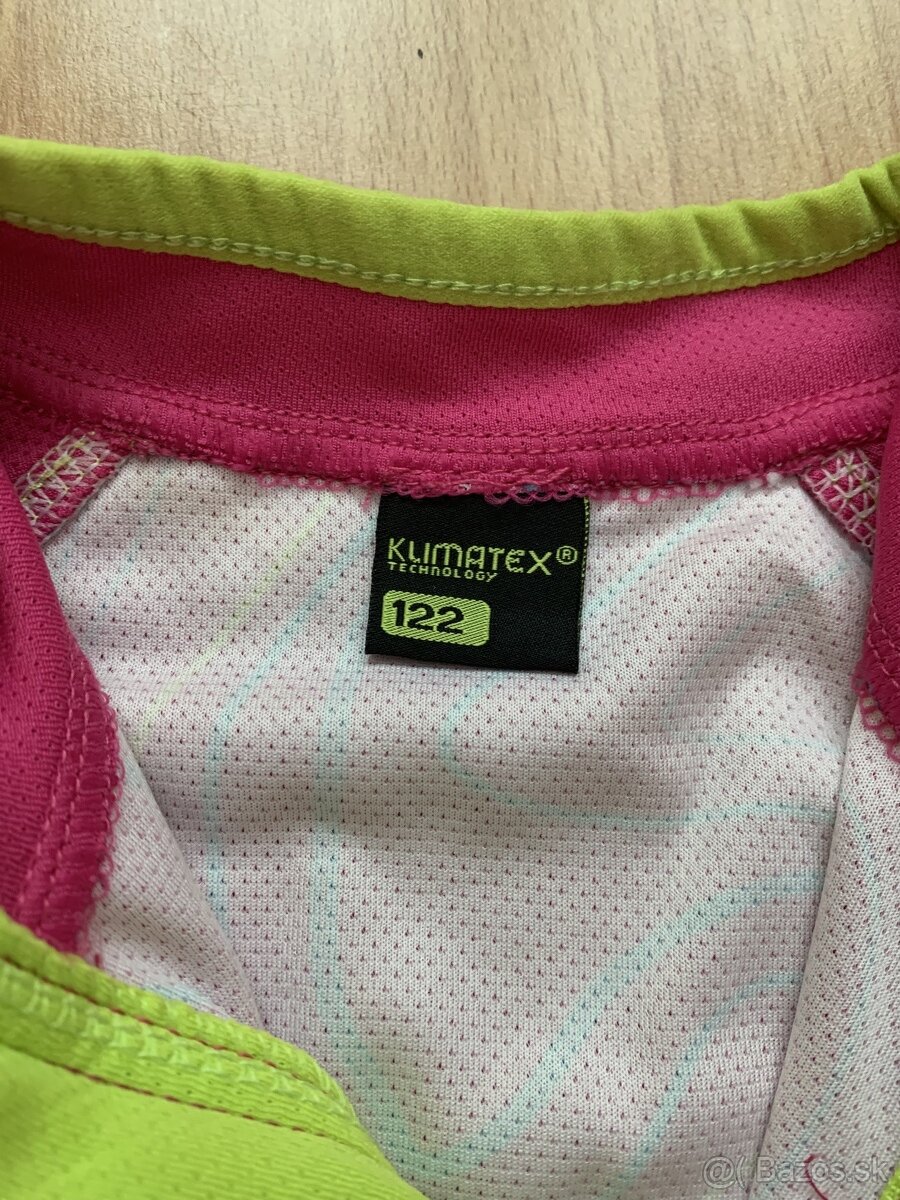 KLIMATEX®
TECHNOLOGY
122
@( Bazos.sk